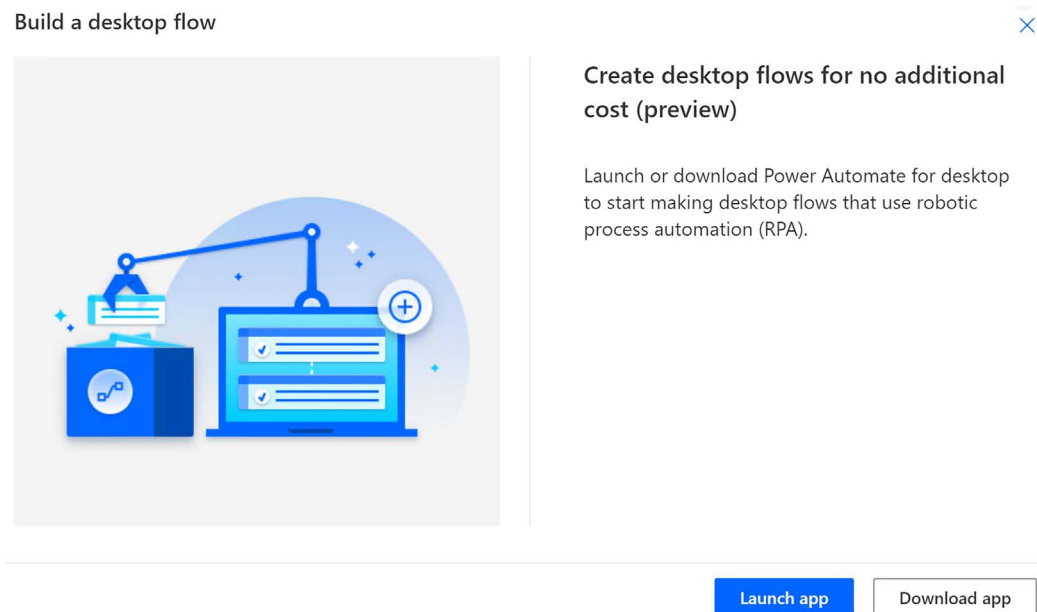 Build a desktop flow
Create desktop flows for no additional
cost (preview)
Launch or download Power Automate for desktop
to start making desktop flows that use robotic
process automation (RPA).
Launch app
Download app